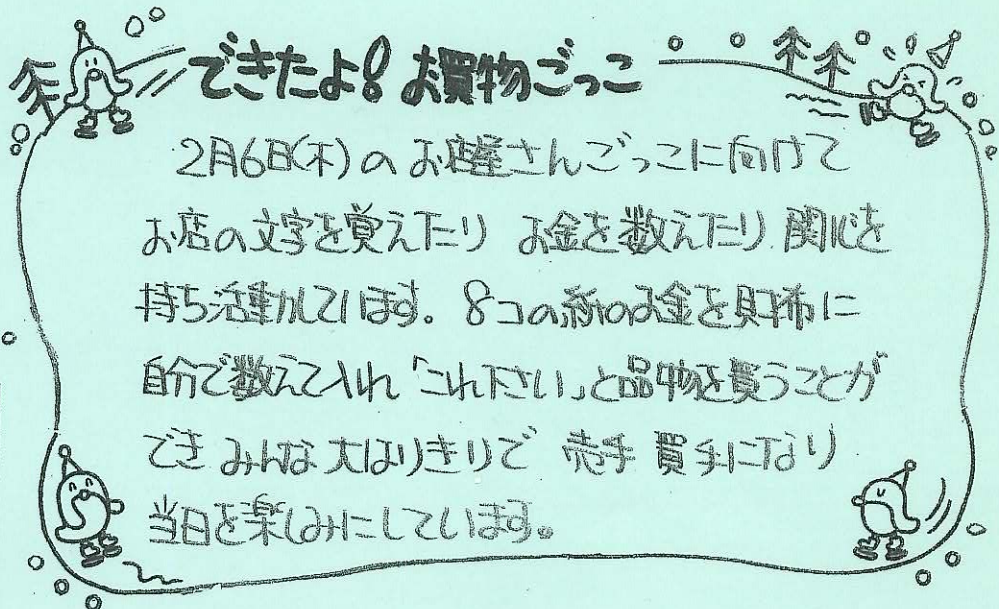 できたよ！お買物ごっこ
2月6日(木)のお店屋さんごっこに向けて
お店の文字を覚えたり お金を数えたり 関心を
持ち活動しています。8コの紙のお金を財布に
自分で数えて入れ「これ下さい」と品物を買うことが
でき みんな 大はりきりで 売手 買手になり
当日を楽しみにしています。